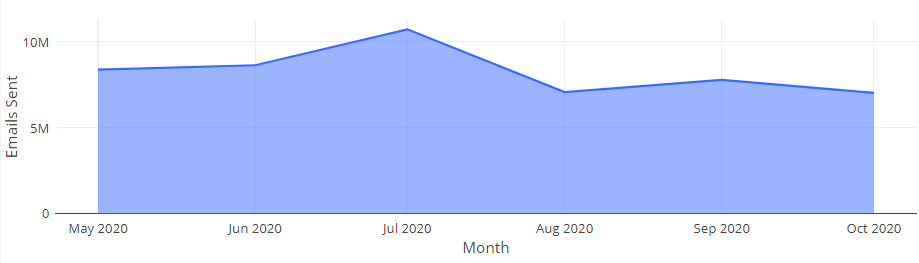 10M
5M
0
Emails Sent
May 2020
Jun 2020
Jul 2020
Aug 2020
Sep 2020
Oct 2020
Month